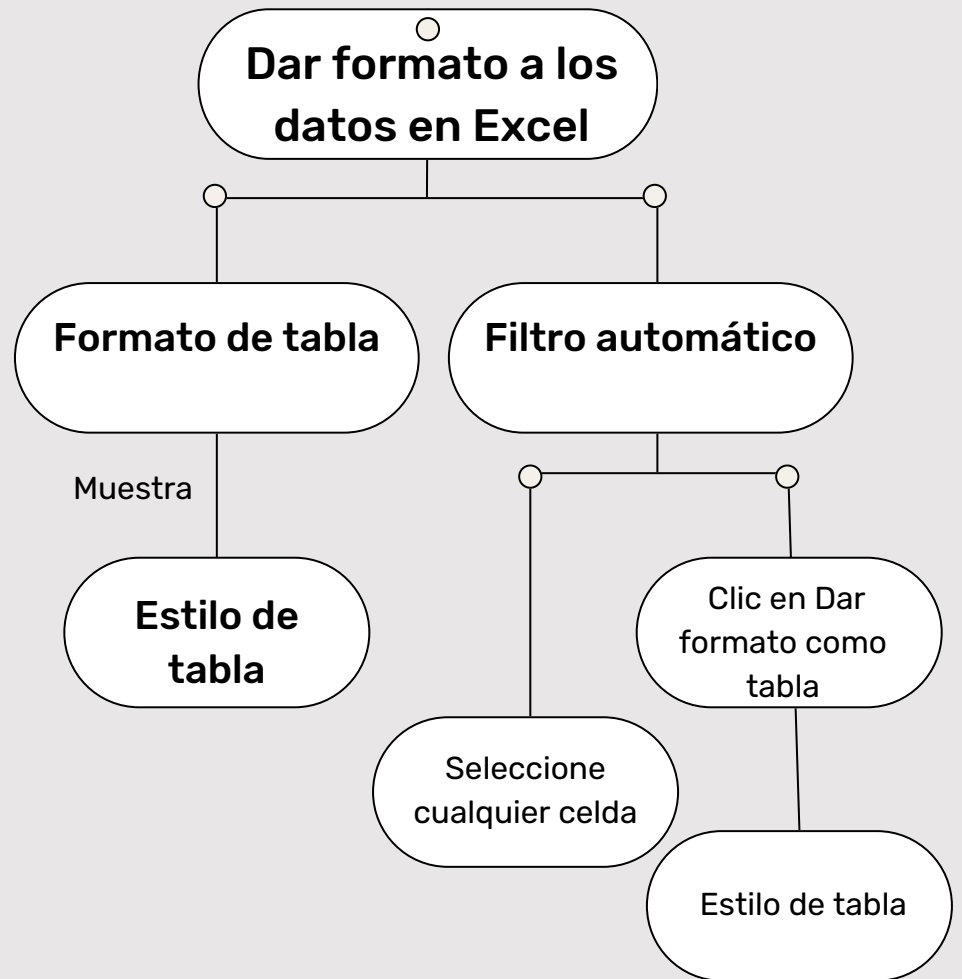 Dar formato a los
datos en Excel
Formato de tabla
Filtro automático
Muestra
Estilo de
tabla
Clic en Dar
formato como
tabla
Seleccione
cualquier celda
Estilo de tabla